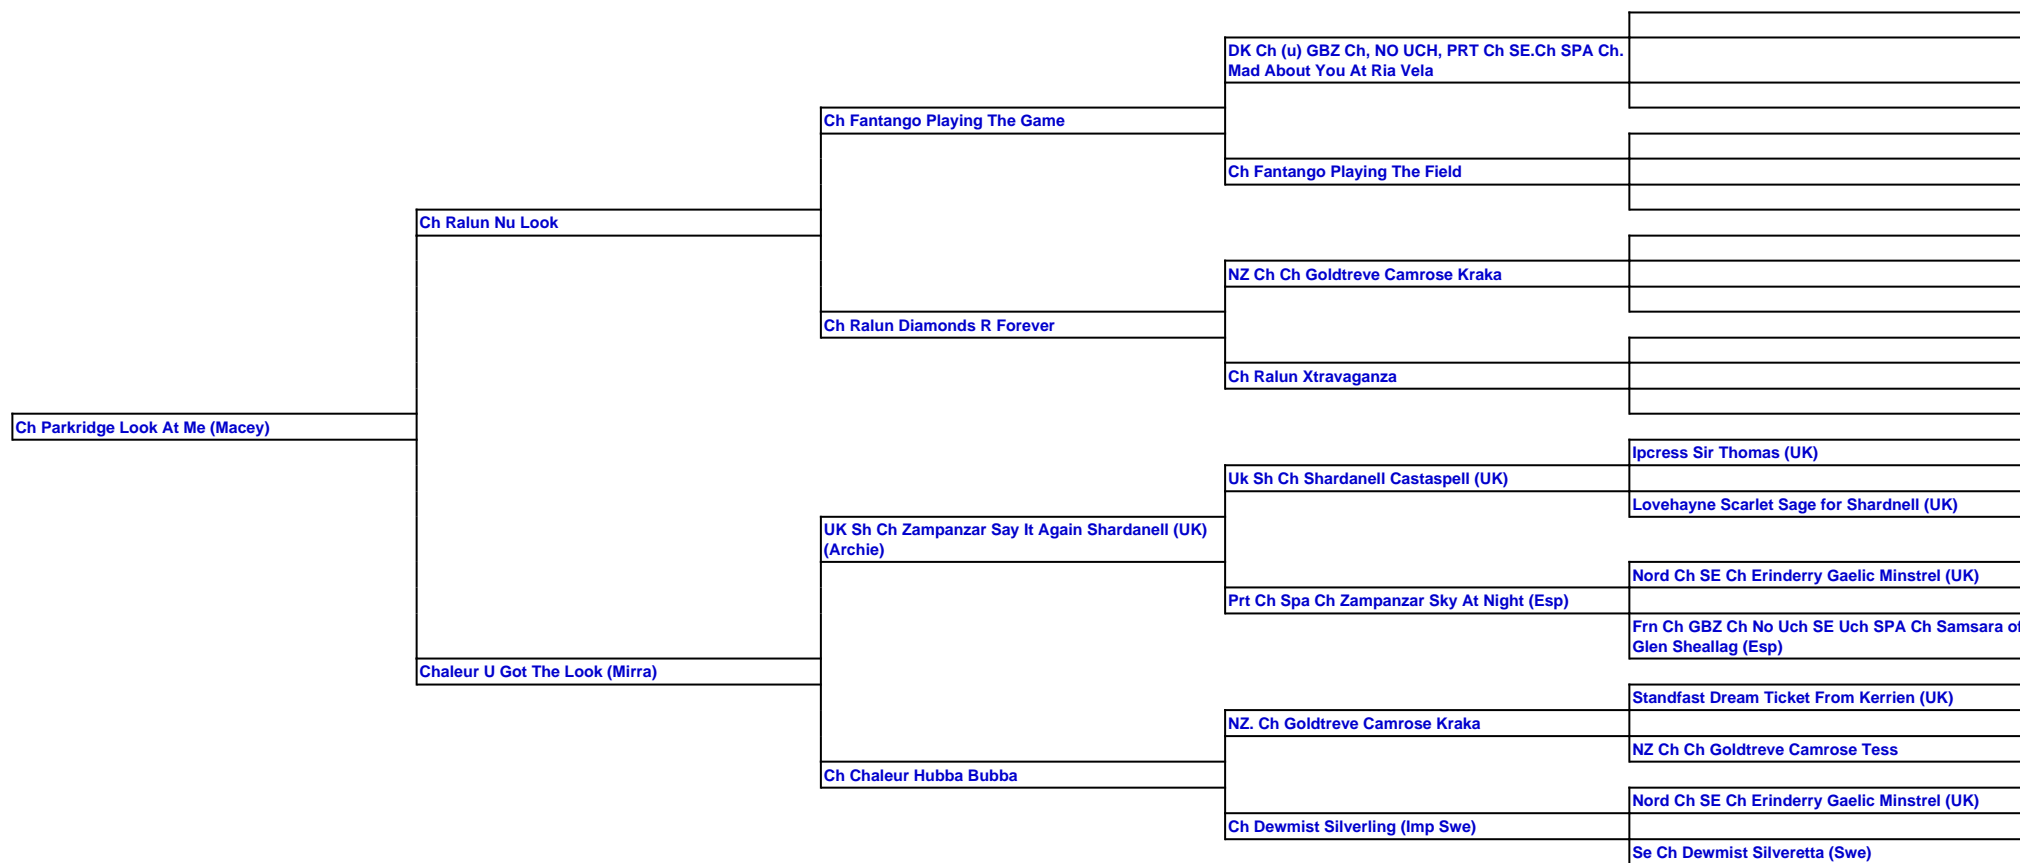 DK Ch (u) GBZ Ch, NO UCH, PRT Ch SE.Ch SPA Ch.
Mad About You At Ria Vela
Ch Fantango Playing The Game
Ch Fantango Playing The Field
Ch Ralun Nu Look
NZ Ch Ch Goldtreve Camrose Kraka
Ch Ralun Diamonds R Forever
Ch Ralun Xtravaganza
Ch Parkridge Look At Me (Macey)
Ipcress Sir Thomas (UK)
Uk Sh Ch Shardanell Castaspell (UK)
Lovehayne Scarlet Sage for Shardnell (UK)
UK Sh Ch Zampanzar Say It Again Shardanell (UK)
(Archie)
Nord Ch SE Ch Erinderry Gaelic Minstrel (UK)
Prt Ch Spa Ch Zampanzar Sky At Night (Esp)
Frn Ch GBZ Ch No Uch SE Uch SPA Ch Samsara of
Glen Sheallag (Esp)
Chaleur U Got The Look (Mirra)
Standfast Dream Ticket From Kerrien (UK)
NZ. Ch Goldtreve Camrose Kraka
NZ Ch Ch Goldtreve Camrose Tess
Ch Chaleur Hubba Bubba
Nord Ch SE Ch Erinderry Gaelic Minstrel (UK)
Ch Dewmist Silverling (Imp Swe)
Se Ch Dewmist Silveretta (Swe)